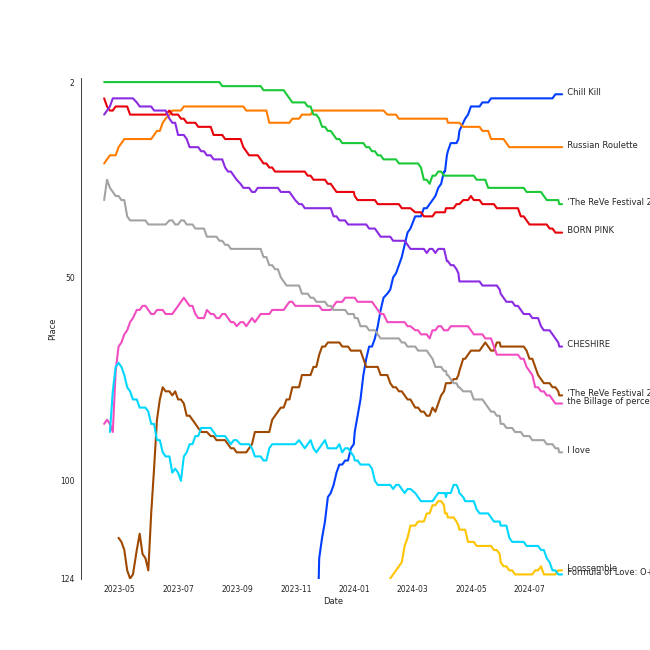 2
50
100
124
Place
2023-05 2023-07 2023-09 2023-11 2024-01 2024-03 2024-05 2024-07
Date
Chill Kill
Russian Roulette
'The ReVe Festival 2
BORN PINK
CHESHIRE
'The ReVe Festival 2
the Billage of perce
I love
Loossemble
Formula of Love: O+